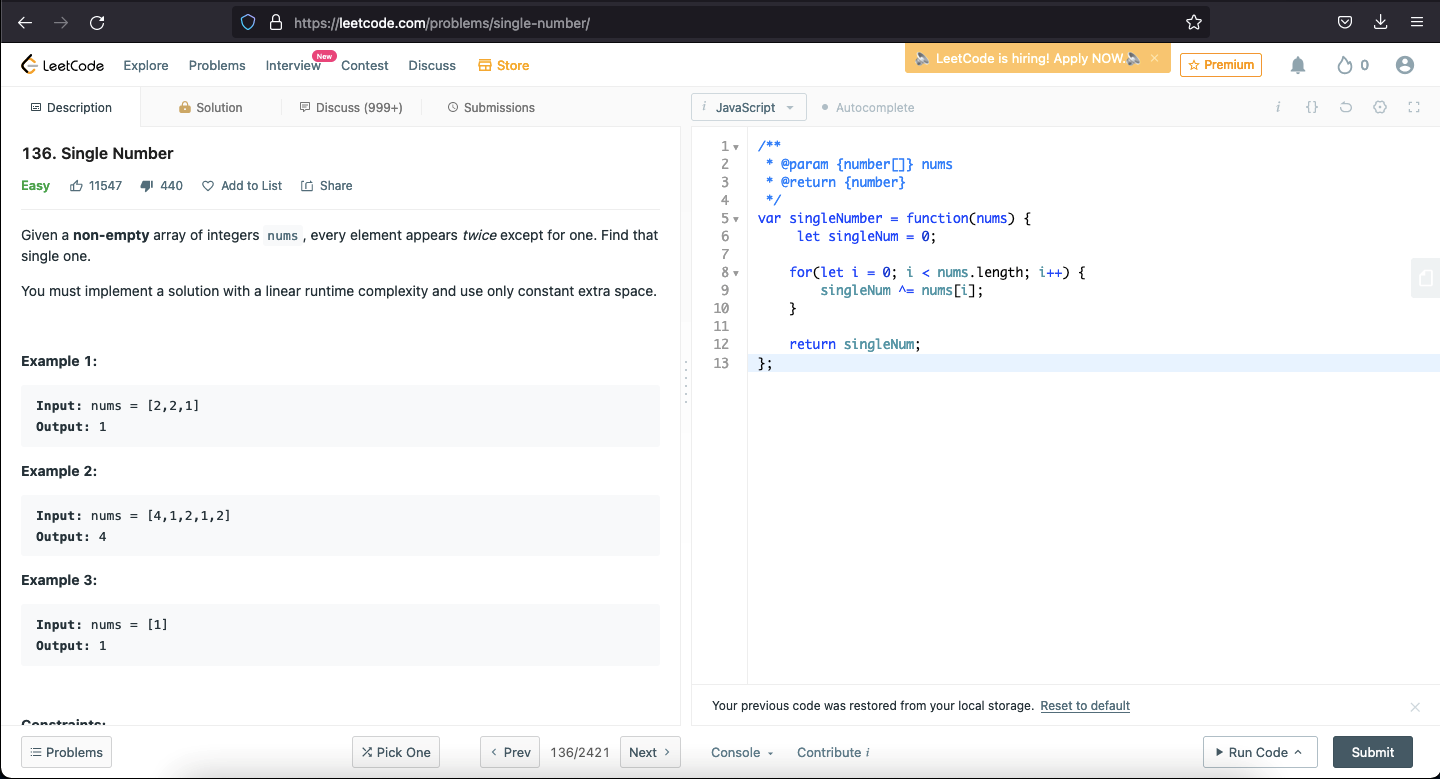 https://leetcode.com/problems/single-number/
LeetCode
Explore
Problems
Interview
New
Contest
Discuss
Store
LeetCode is hiring! Apply NOW.
Premium
0
Description
Solution
Discuss (999+)
Submissions
i JavaScript
Autocomplete
i
{}
136. Single Number
Easy
11547
440
Add to List
Share
Given a non-empty array of integers nums , every element appears twice except for one. Find that
single one.
You must implement a solution with a linear runtime complexity and use only constant extra space.
Example 1:
Input: nums = [2,2,1]
Output: 1
Example 2:
Input: nums = [4,1,2,1,2]
Output: 4
Example 3:
Input: nums = [1]
Output: 1
Constraints:
1 /**
2  * @param {number[]} nums
3  * @return {number}
4  */
5 var singleNumber = function(nums) {
6      let singleNum = 0;
7
8     for(let i = 0; i < nums.length; i++) {
9         singleNum ^= nums[i];
10     }
11
12     return singleNum;
13 };
Your previous code was restored from your local storage. Reset to default
Problems
Pick One
Prev
136/2421
Next
Console
Contribute i
Run Code
Submit